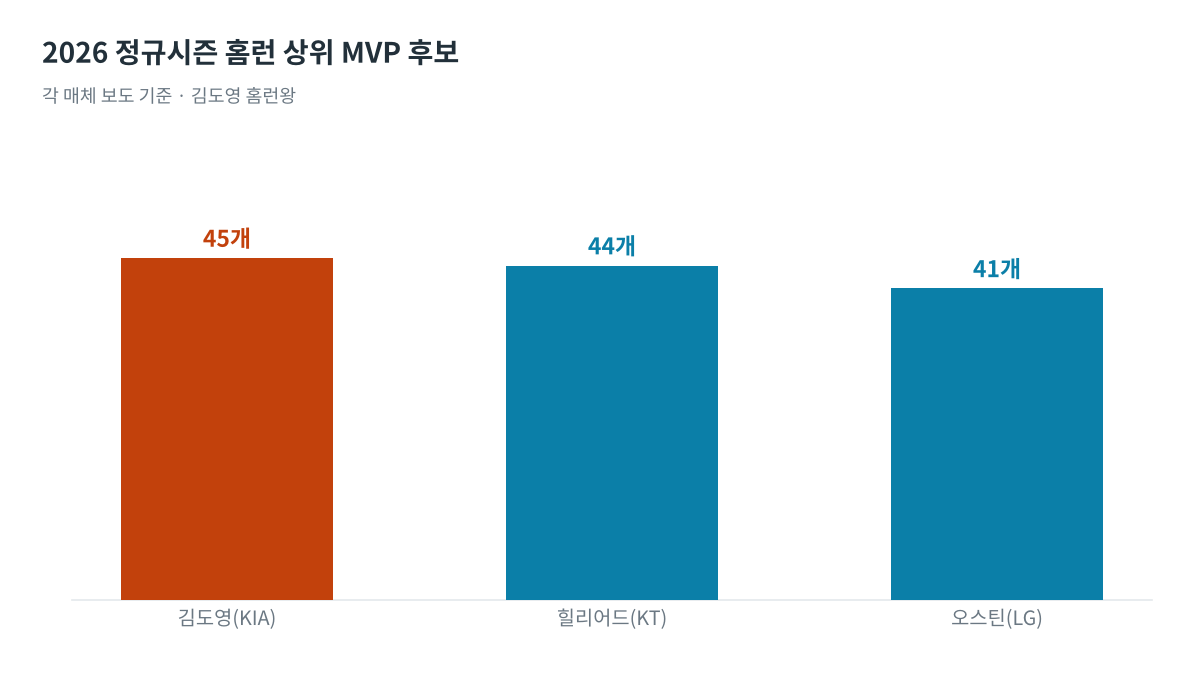 2026 정규시즌 홈런 상위 MVP 후보
각 매체 보도 기준 · 김도영 홈런왕
45개
44개
41개
김도영(KIA)
힐리어드(KT)
오스틴(LG)